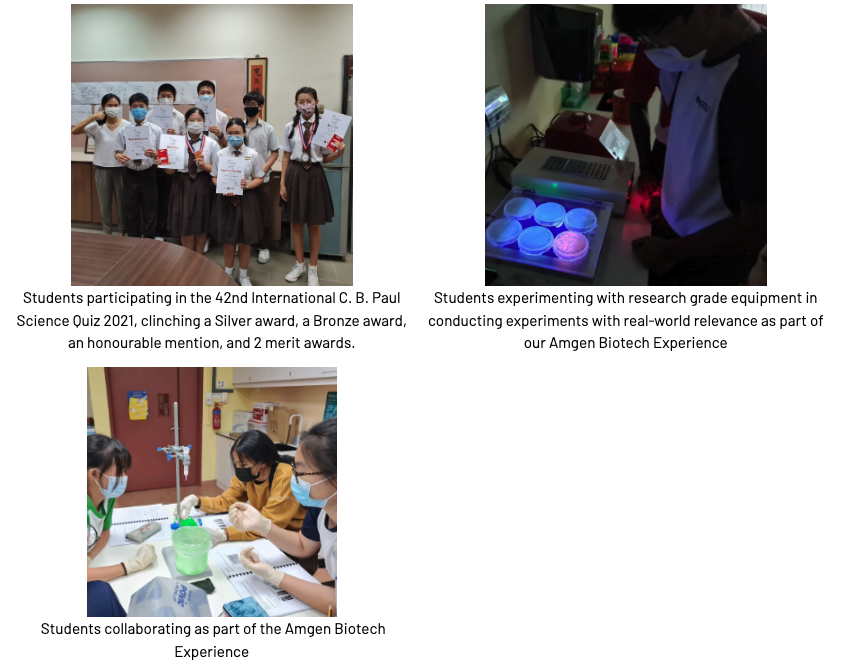 Students participating in the 42nd International C. B. Paul
Science Quiz 2021, clinching a Silver award, a Bronze award,
an honourable mention, and 2 merit awards.
Students experimenting with research grade equipment in
conducting experiments with real-world relevance as part of
our Amgen Biotech Experience
Students collaborating as part of the Amgen Biotech
Experience